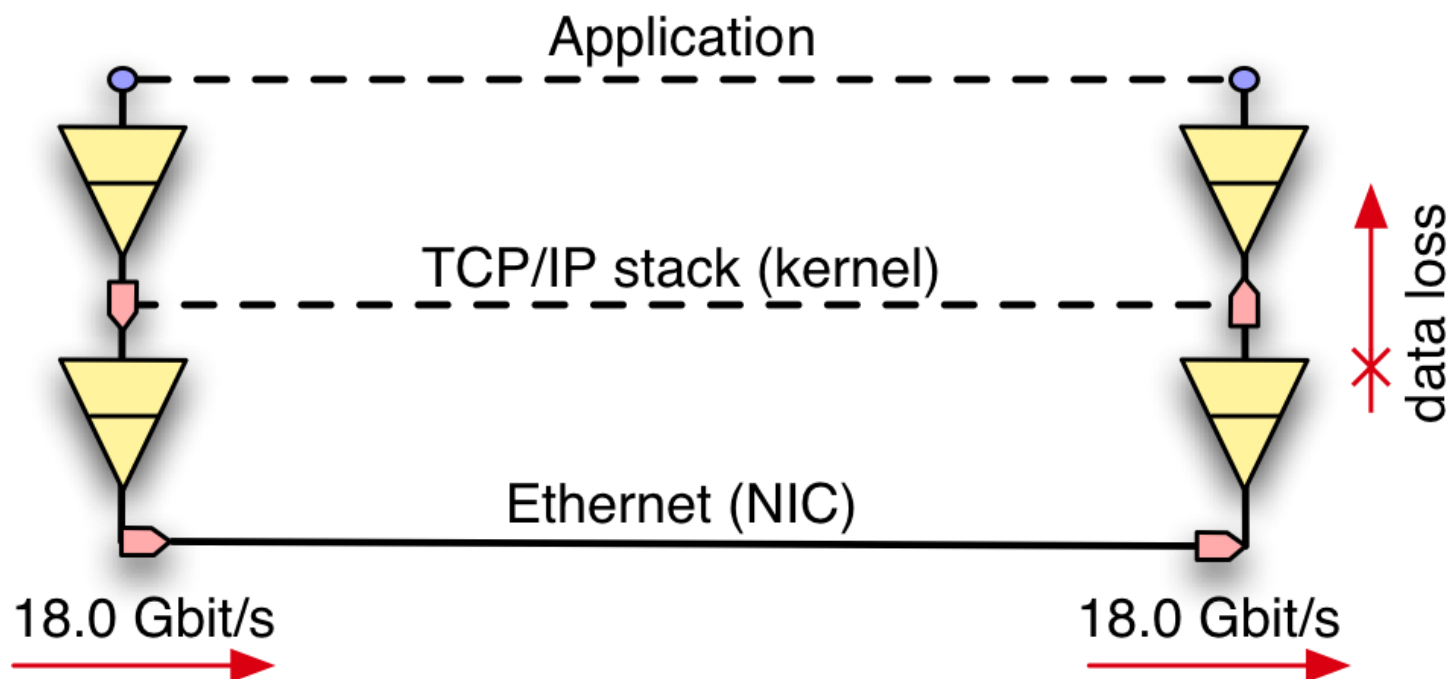 Application
TCP/IP stack (kernel)
data loss
Ethernet (NIC)
18.0 Gbit/s
18.0 Gbit/s